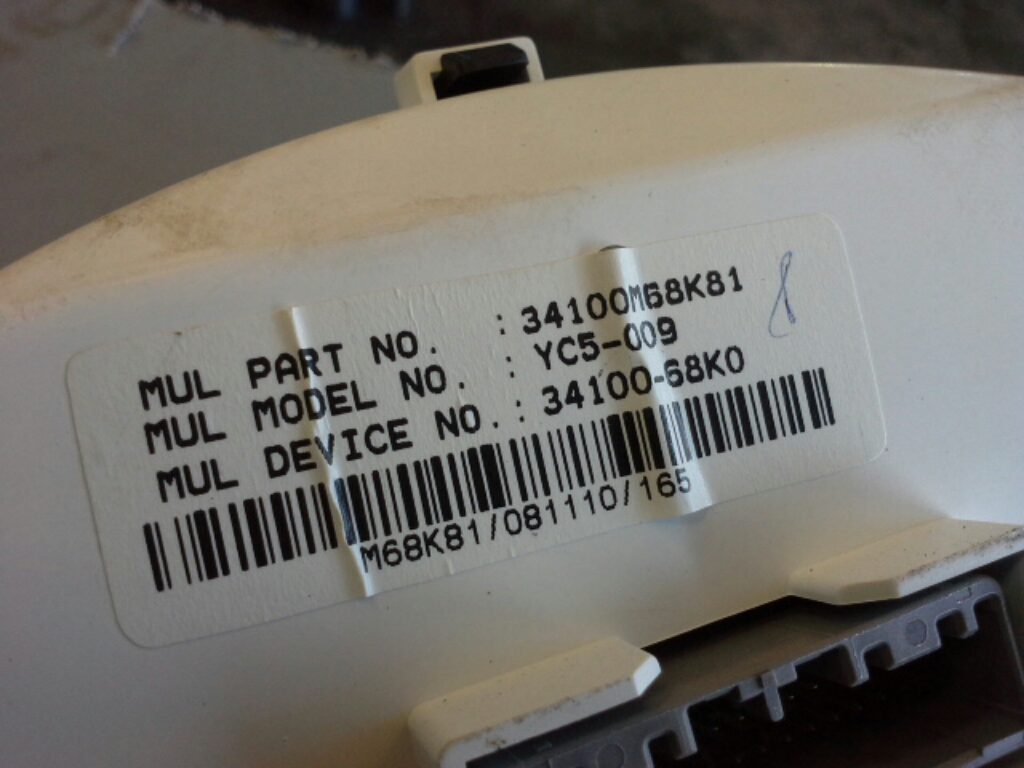 MUL PART NO. : 34100M68K81
MUL MODEL NO. : YC5-009
MUL DEVICE NO. : 34100-68K0
M68K81/081110/165
8